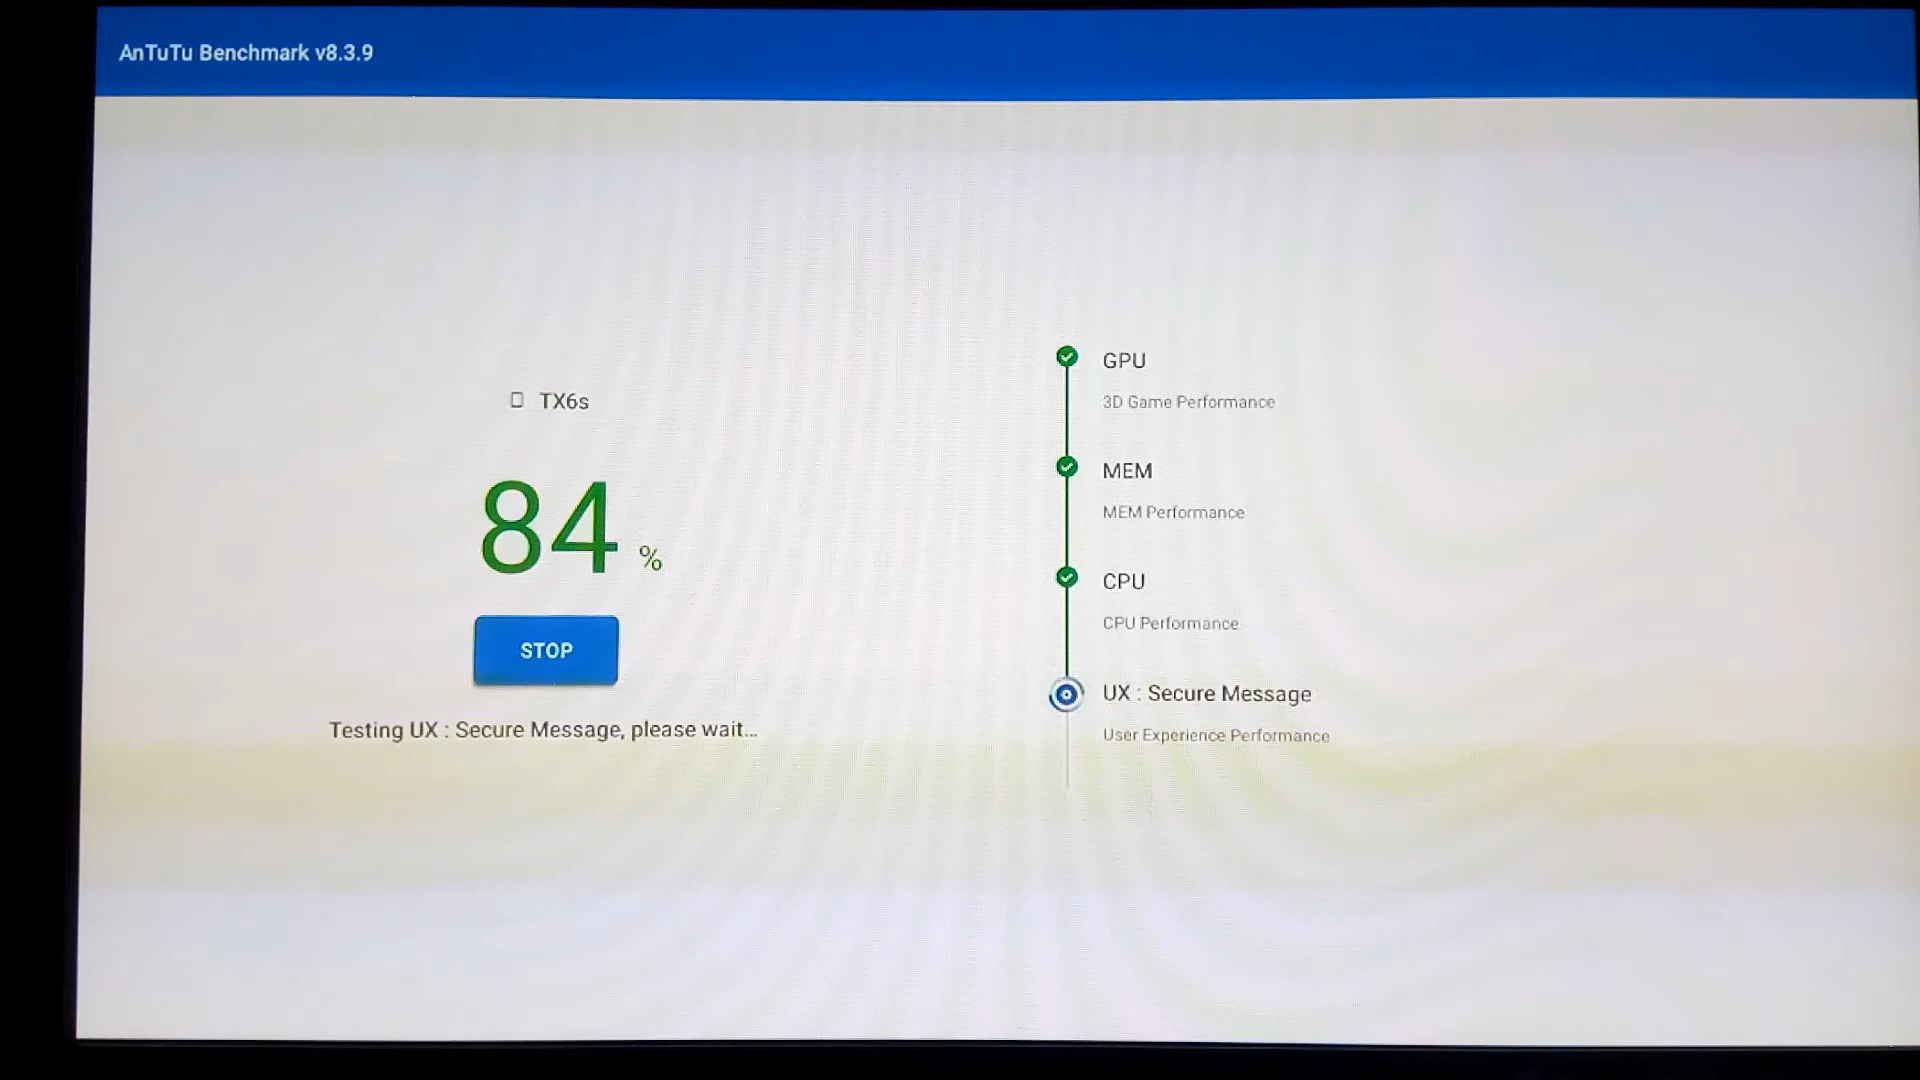 AnTuTu Benchmark v8.3.9
TX6s
84 %
STOP
Testing UX : Secure Message, please wait...
GPU
3D Game Performance
MEM
MEM Performance
CPU
CPU Performance
UX : Secure Message
User Experience Performance